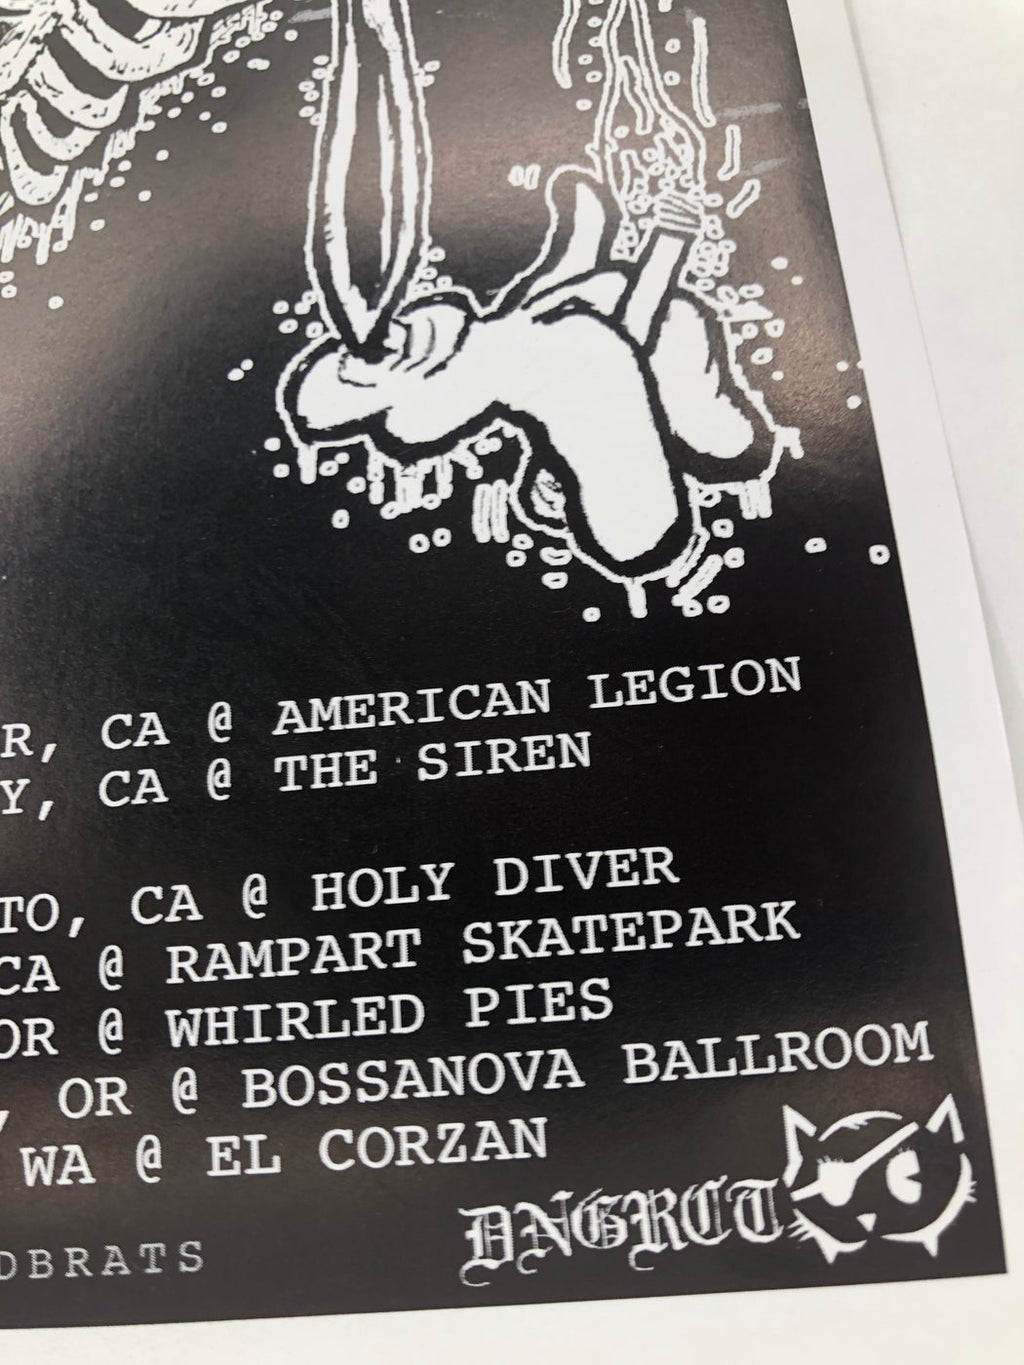 R, CA @ AMERICAN LEGION
Y, CA @ THE SIREN
TO, CA @ HOLY DIVER
CA @ RAMPART SKATEPARK
OR @ WHIRLED PIES
, OR @ BOSSANOVA BALLROOM
WA @ EL CORZAN
DBRATS
DNGRCT